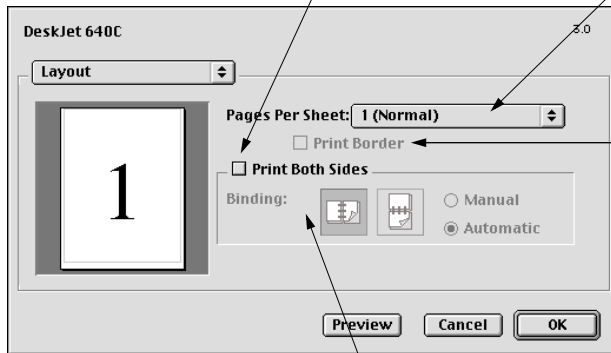 DeskJet 640C
3.0
Layout
Pages Per Sheet: 1 (Normal)
Print Border
1
Print Both Sides
Binding:
Manual
Automatic
Preview
Cancel
OK